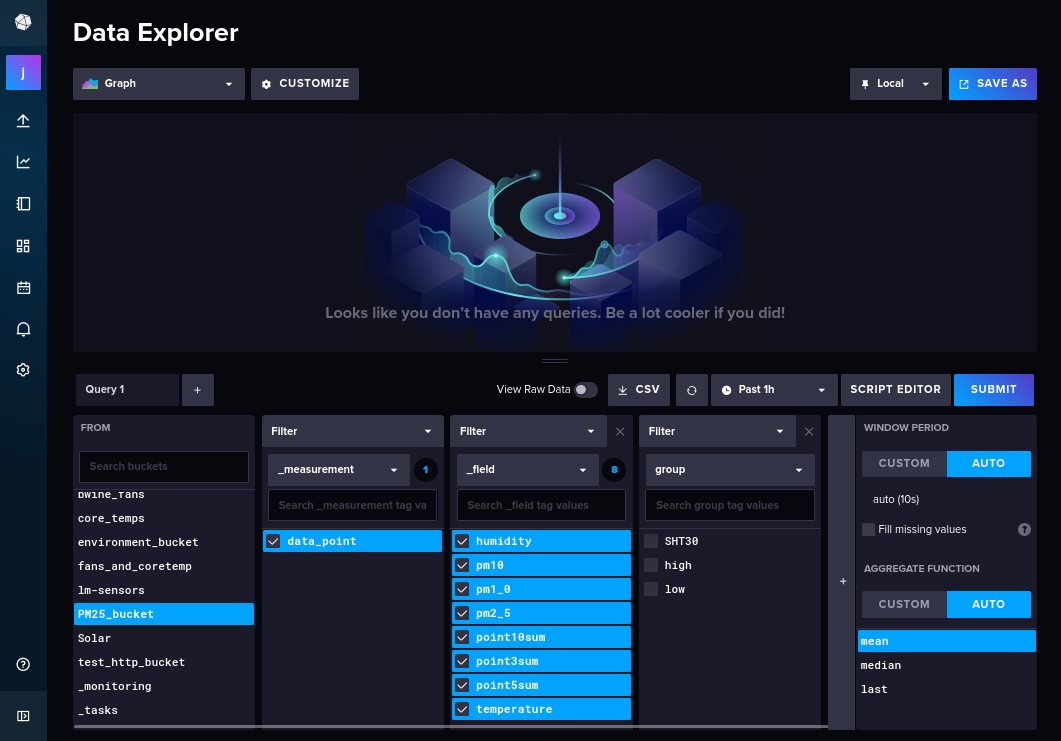 Data Explorer
j
Graph
CUSTOMIZE
Local
SAVE AS
Looks like you don't have any queries. Be a lot cooler if you did!
Query 1
+
View Raw Data
CSV
Past 1h
SCRIPT EDITOR
SUBMIT
FROM
Search buckets
bwine_fans
core_temps
environment_bucket
fans_and_coretemp
lm-sensors
PM25_bucket
Solar
test_http_bucket
_monitoring
_tasks
Filter
_measurement
1
Search _measurement tag va
data_point
Filter
_field
8
Search _field tag values
humidity
pm10
pm1_0
pm2_5
point10sum
point3sum
point5sum
temperature
Filter
group
Search group tag values
SHT30
high
low
+
WINDOW PERIOD
CUSTOM
AUTO
auto (10s)
Fill missing values
?
AGGREGATE FUNCTION
CUSTOM
AUTO
mean
median
last